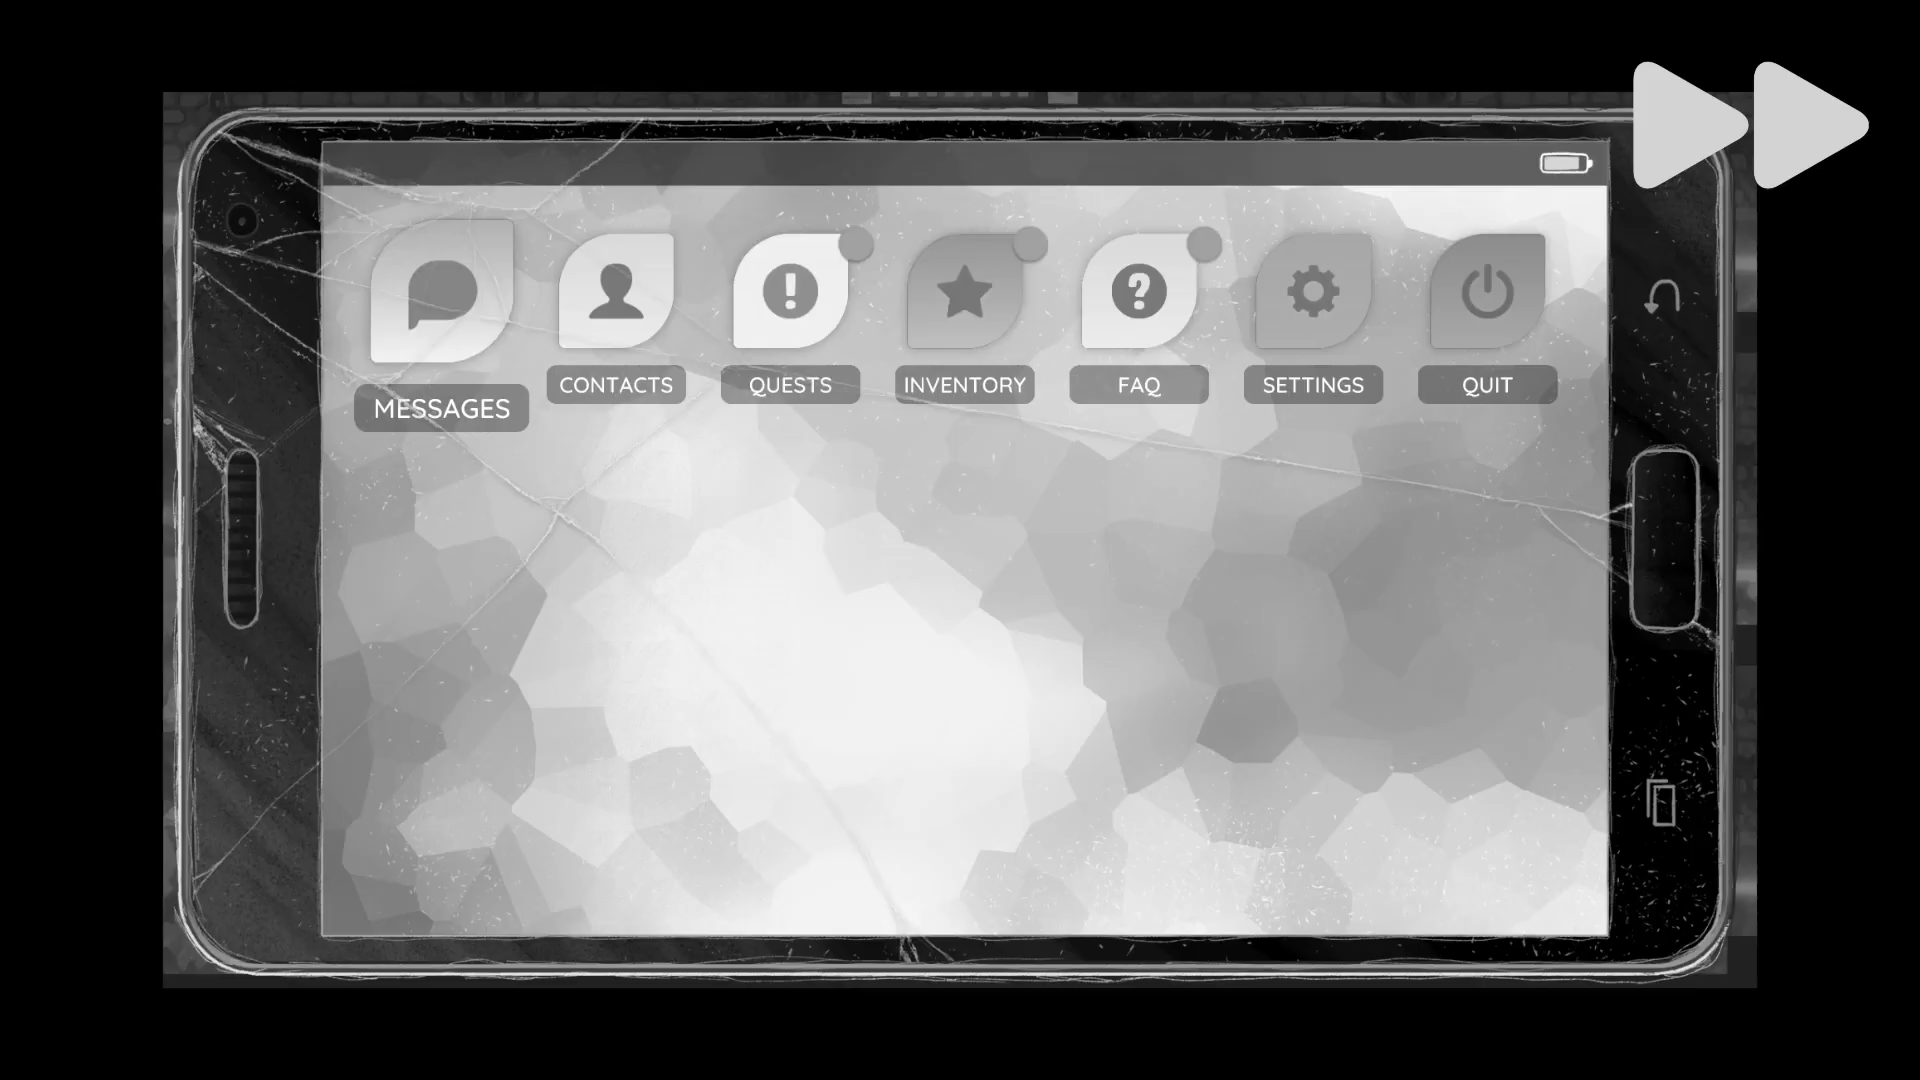 MESSAGES
CONTACTS
QUESTS
INVENTORY
FAQ
SETTINGS
QUIT